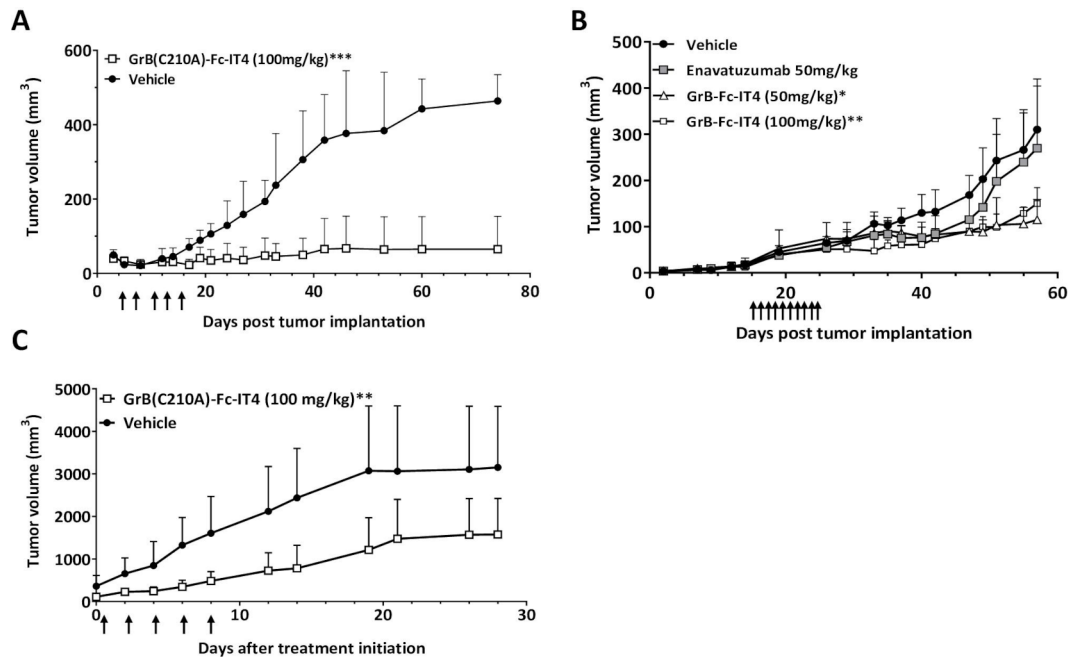 A
GrB(C210A)-Fc-IT4 (100mg/kg)***
Vehicle
600
400
200
0
0
20
40
60
80
Tumor volume (mm³)
Days post tumor implantation
B
Vehicle
Enavatuzumab 50mg/kg
GrB-Fc-IT4 (50mg/kg)*
GrB-Fc-IT4 (100mg/kg)**
500
400
300
200
100
0
0
20
40
60
Tumor volume (mm³)
Days post tumor implantation
C
GrB(C210A)-Fc-IT4 (100 mg/kg)**
Vehicle
5000
4000
3000
2000
1000
0
0
10
20
30
Tumor volume (mm³)
Days after treatment initiation